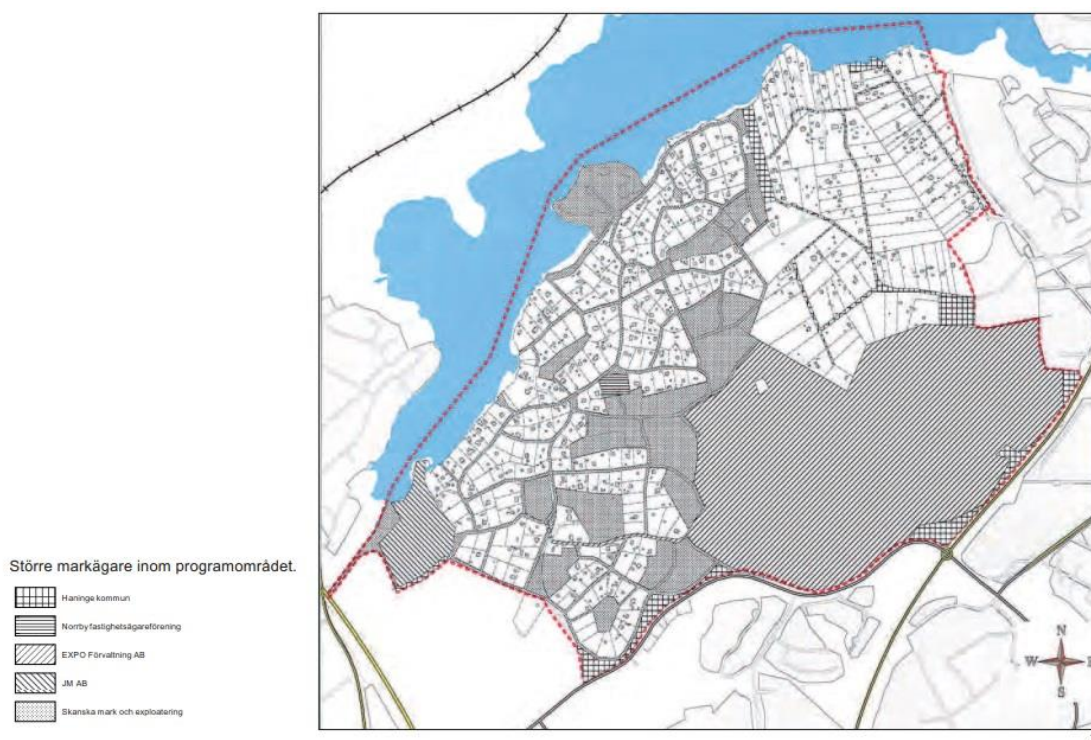 Större markägare inom programområdet.
Haninge kommun
Norrby fastighetsägareförening
EXPO Förvaltning AB
JM AB
Skanska mark och exploatering
N
W
S